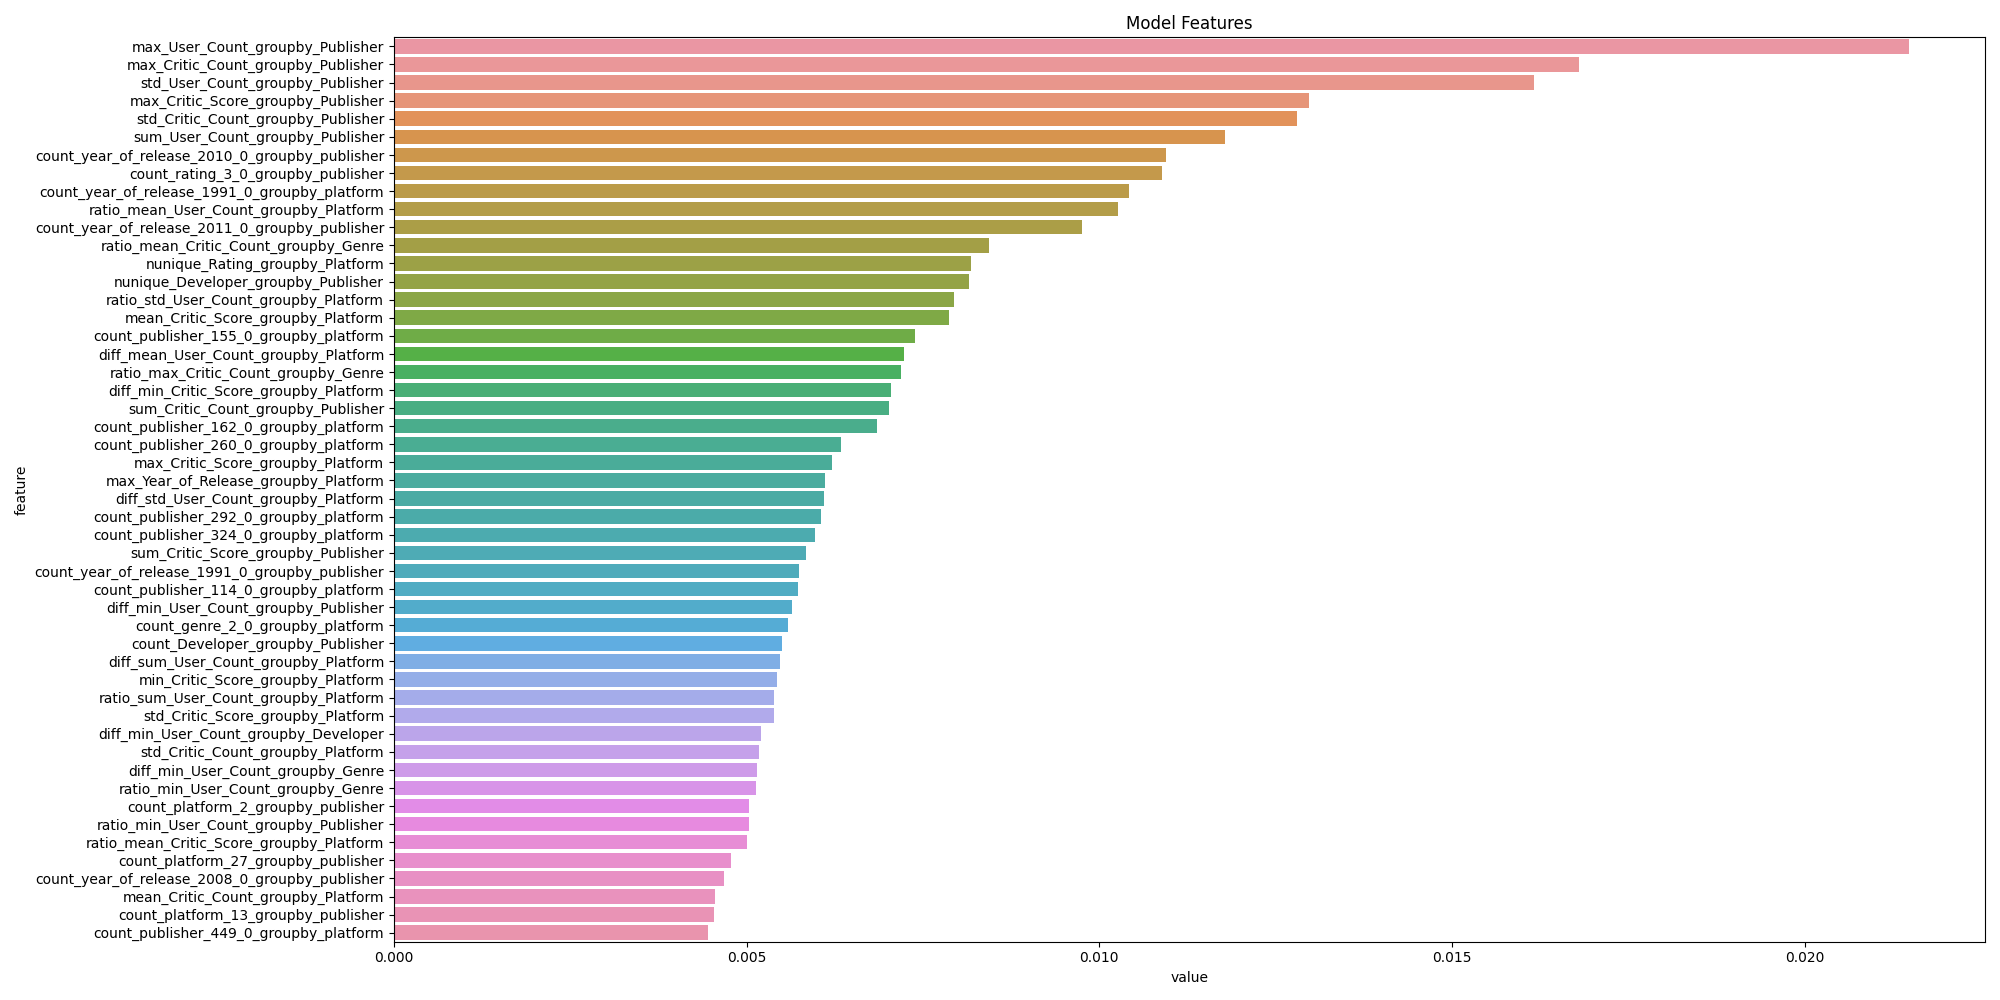 Model Features
max_User_Count_groupby_Publisher
max_Critic_Count_groupby_Publisher
std_User_Count_groupby_Publisher
max_Critic_Score_groupby_Publisher
std_Critic_Count_groupby_Publisher
sum_User_Count_groupby_Publisher
count_year_of_release_2010_0_groupby_publisher
count_rating_3_0_groupby_publisher
count_year_of_release_1991_0_groupby_platform
ratio_mean_User_Count_groupby_Platform
count_year_of_release_2011_0_groupby_publisher
ratio_mean_Critic_Count_groupby_Genre
nunique_Rating_groupby_Platform
nunique_Developer_groupby_Publisher
ratio_std_User_Count_groupby_Platform
mean_Critic_Score_groupby_Platform
count_publisher_155_0_groupby_platform
diff_mean_User_Count_groupby_Platform
ratio_max_Critic_Count_groupby_Genre
diff_min_Critic_Score_groupby_Platform
sum_Critic_Count_groupby_Publisher
count_publisher_162_0_groupby_platform
count_publisher_260_0_groupby_platform
max_Critic_Score_groupby_Platform
max_Year_of_Release_groupby_Platform
diff_std_User_Count_groupby_Platform
count_publisher_292_0_groupby_platform
count_publisher_324_0_groupby_platform
sum_Critic_Score_groupby_Publisher
count_year_of_release_1991_0_groupby_publisher
count_publisher_114_0_groupby_platform
diff_min_User_Count_groupby_Publisher
count_genre_2_0_groupby_platform
count_Developer_groupby_Publisher
diff_sum_User_Count_groupby_Platform
min_Critic_Score_groupby_Platform
ratio_sum_User_Count_groupby_Platform
std_Critic_Score_groupby_Platform
diff_min_User_Count_groupby_Developer
std_Critic_Count_groupby_Platform
diff_min_User_Count_groupby_Genre
ratio_min_User_Count_groupby_Genre
count_platform_2_groupby_publisher
ratio_min_User_Count_groupby_Publisher
ratio_mean_Critic_Score_groupby_Platform
count_platform_27_groupby_publisher
count_year_of_release_2008_0_groupby_publisher
mean_Critic_Count_groupby_Platform
count_platform_13_groupby_publisher
count_publisher_449_0_groupby_platform
feature
0.000 0.005 0.010 0.015 0.020
value